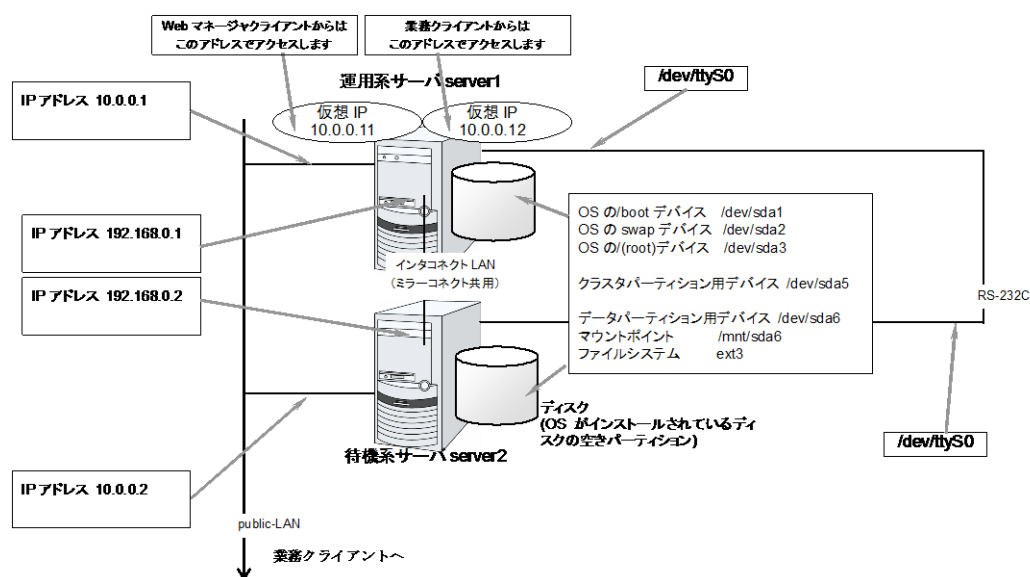 Web マネージャクライアントからは
このアドレスでアクセスします
業務クライアントからは
このアドレスでアクセスします
運用系サーバ server1
/dev/ttyS0
IP アドレス 10.0.0.1
仮想 IP
10.0.0.11
仮想 IP
10.0.0.12
IP アドレス 192.168.0.1
OS の/boot デバイス /dev/sda1
OS の swap デバイス /dev/sda2
OS の/(root)デバイス /dev/sda3
クラスタパーティション用デバイス /dev/sda5
データパーティション用デバイス /dev/sda6
マウントポイント /mnt/sda6
ファイルシステム ext3
インタコネクト LAN
(ミラーコネクト共用)
IP アドレス 192.168.0.2
RS-232C
ディスク
(OS がインストールされているディ
スクの空きパーティション)
/dev/ttyS0
待機系サーバ server2
IP アドレス 10.0.0.2
public-LAN
業務クライアントへ